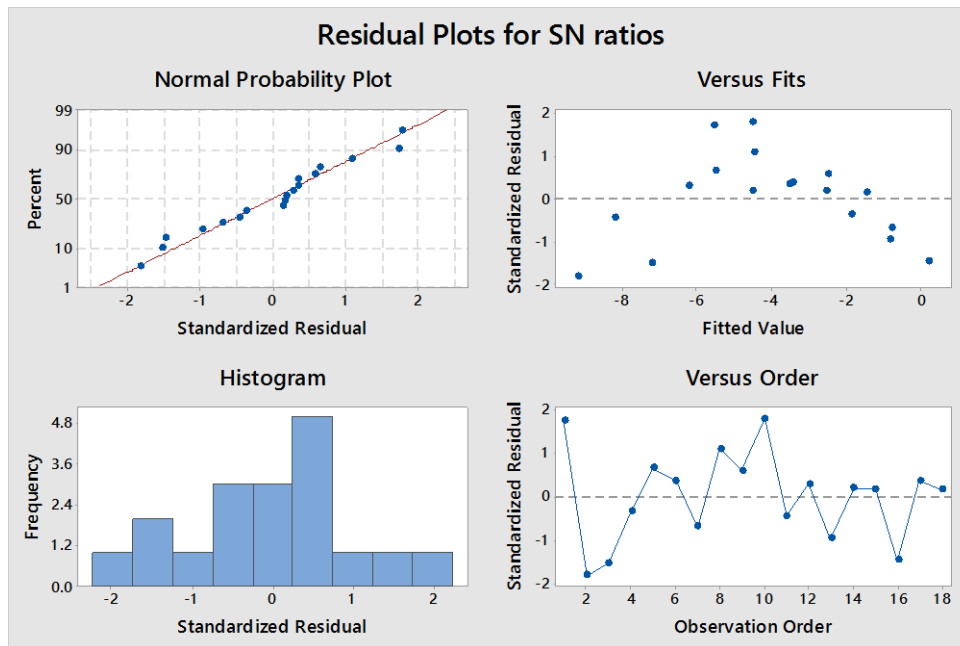 Residual Plots for SN ratios
Normal Probability Plot
99
90
50
10
1
Percent
-2 -1 0 1 2
Standardized Residual
Versus Fits
2
1
0
-1
-2
Standardized Residual
-8 -6 -4 -2 0
Fitted Value
Histogram
4.8
3.6
2.4
1.2
0.0
Frequency
-2 -1 0 1 2
Standardized Residual
Versus Order
2
1
0
-1
-2
Standardized Residual
2 4 6 8 10 12 14 16 18
Observation Order